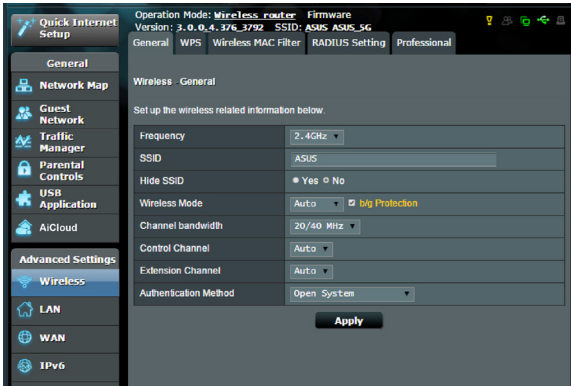 Quick Internet
Setup
General
Network Map
Guest
Network
Traffic
Manager
Parental
Controls
USB
Application
AiCloud
Advanced Settings
Wireless
LAN
WAN
IPv6
Operation Mode: Wireless router Firmware
Version: 3.0.0.4.376_3792 SSID: ASUS ASUS_5G
General WPS Wireless MAC Filter RADIUS Setting Professional
Wireless - General
Set up the wireless related information below.
Frequency 2.4GHz
SSID ASUS
Hide SSID Yes No
Wireless Mode Auto b/g Protection
Channel bandwidth 20/40 MHz
Control Channel Auto
Extension Channel Auto
Authentication Method Open System
Apply